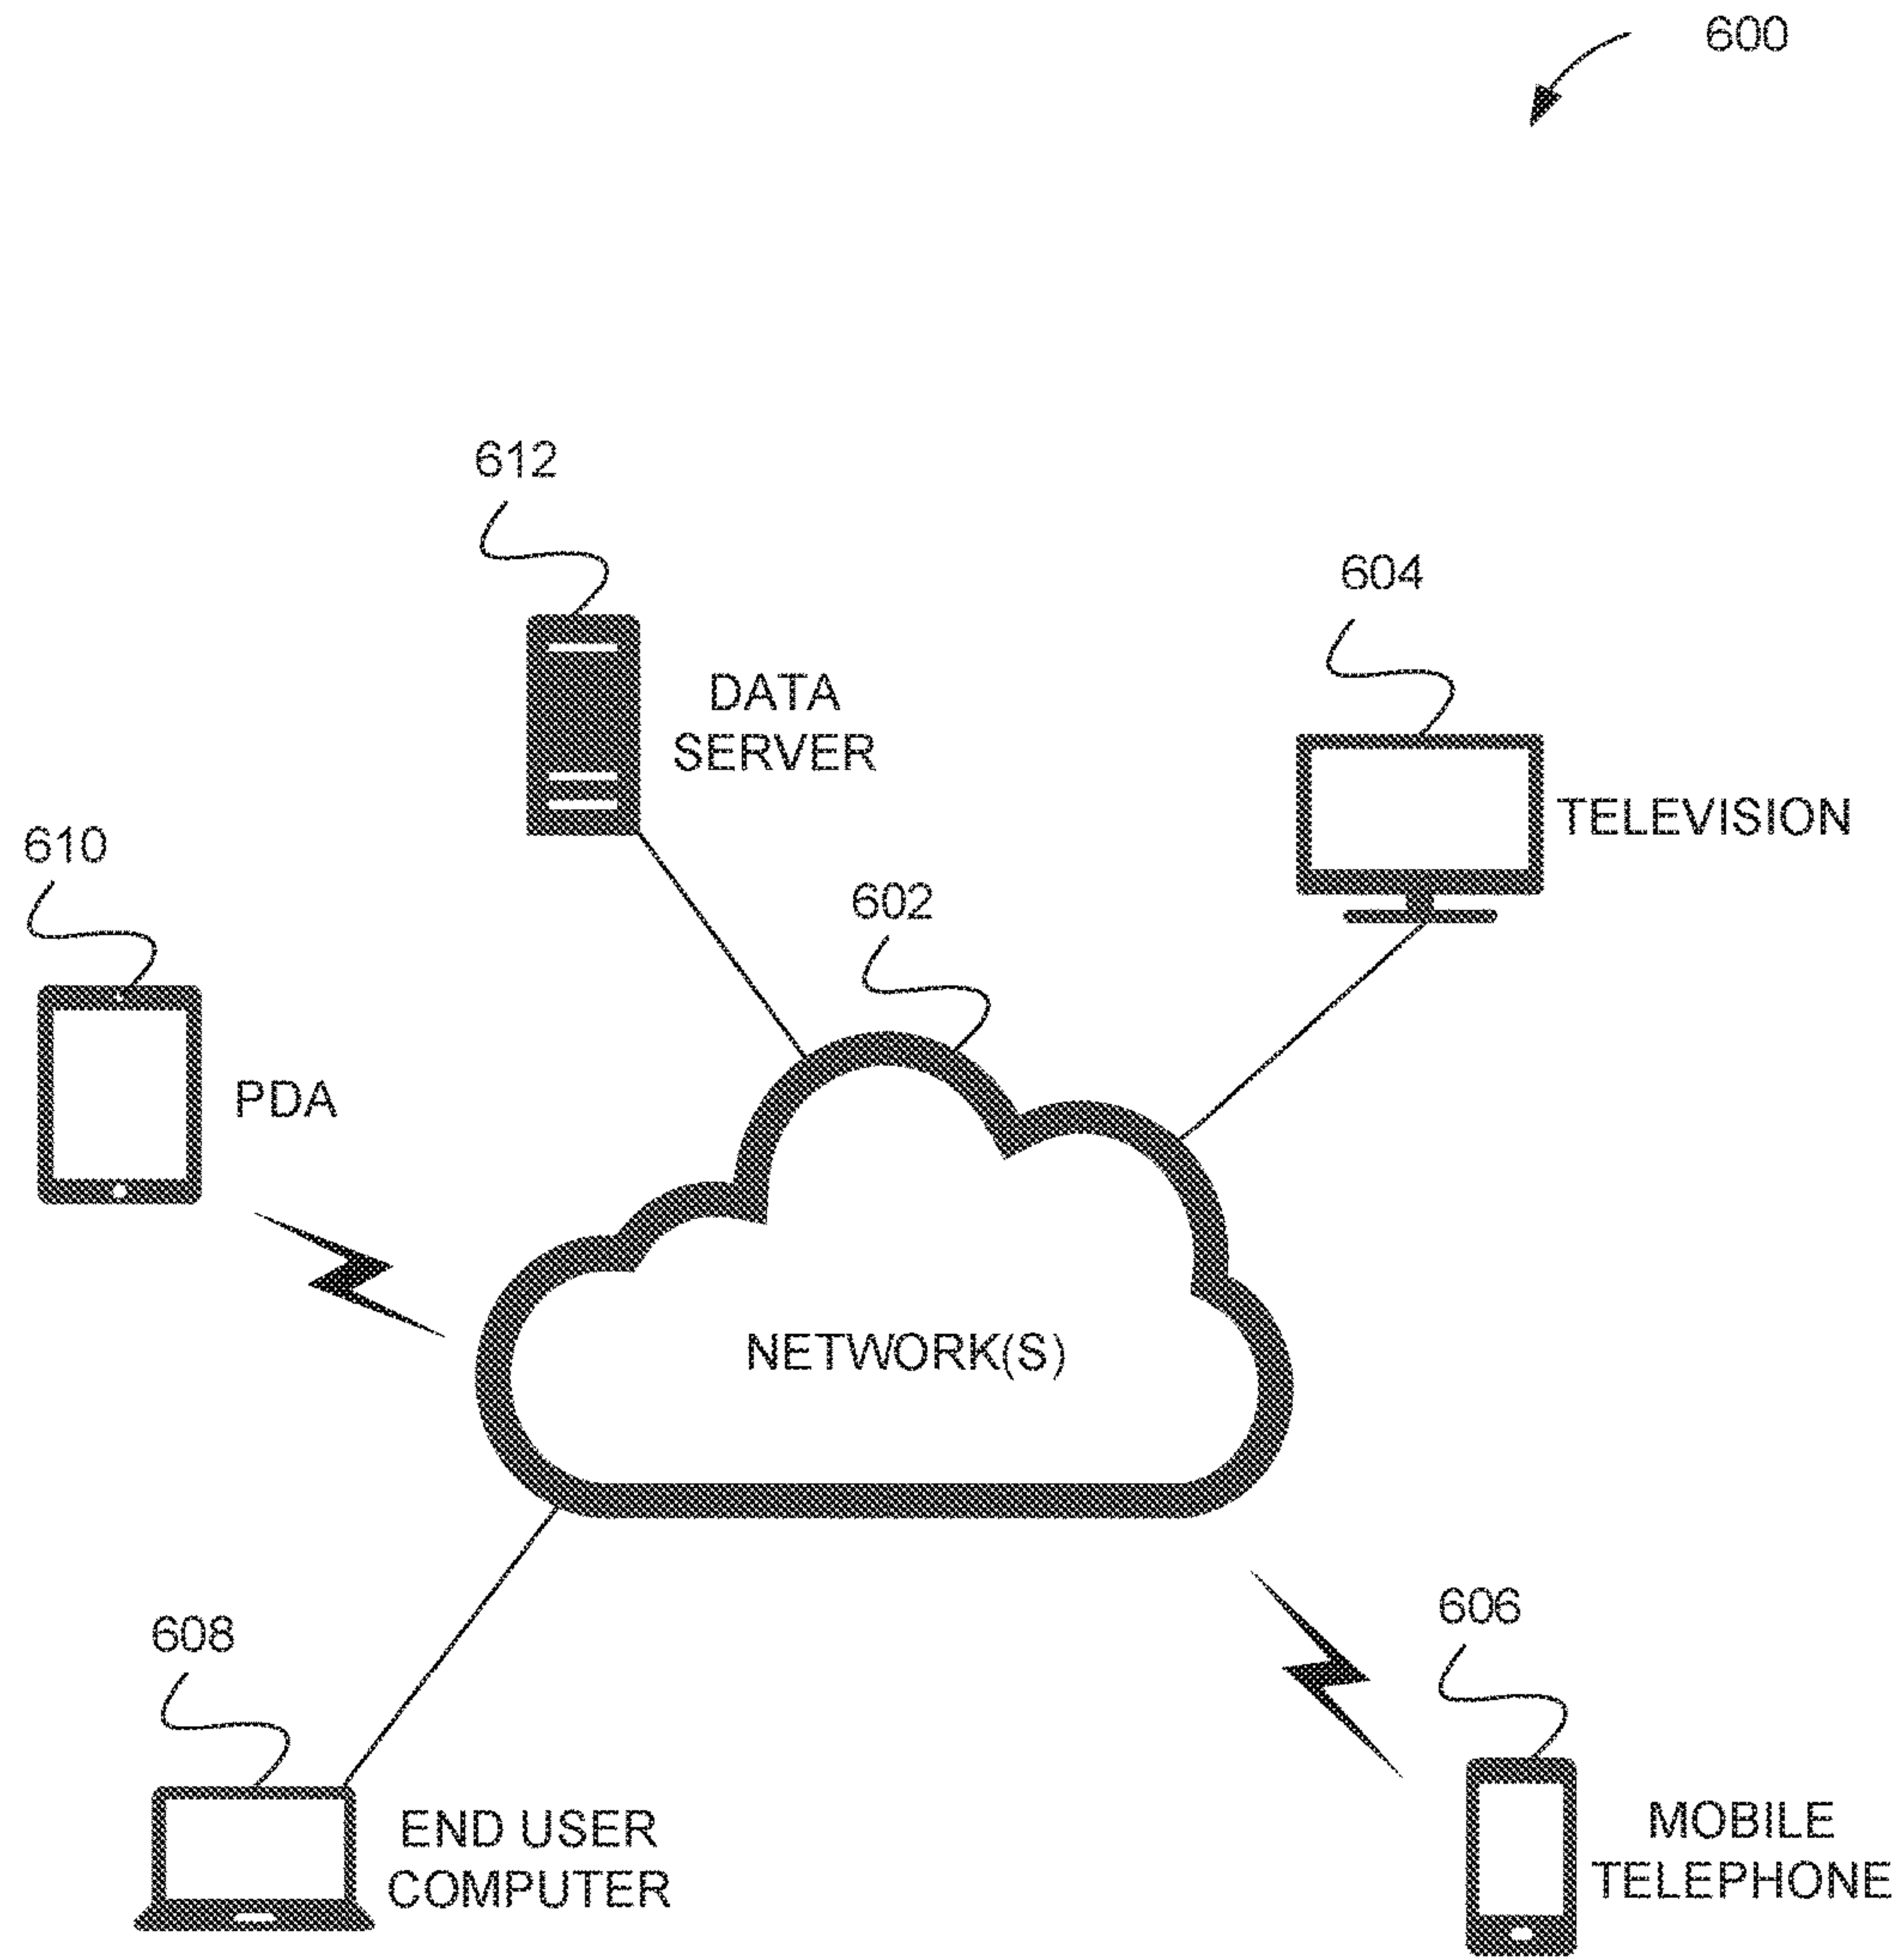 600
612
DATA
SERVER
604
TELEVISION
610
PDA
602
NETWORK(S)
608
END USER
COMPUTER
606
MOBILE
TELEPHONE